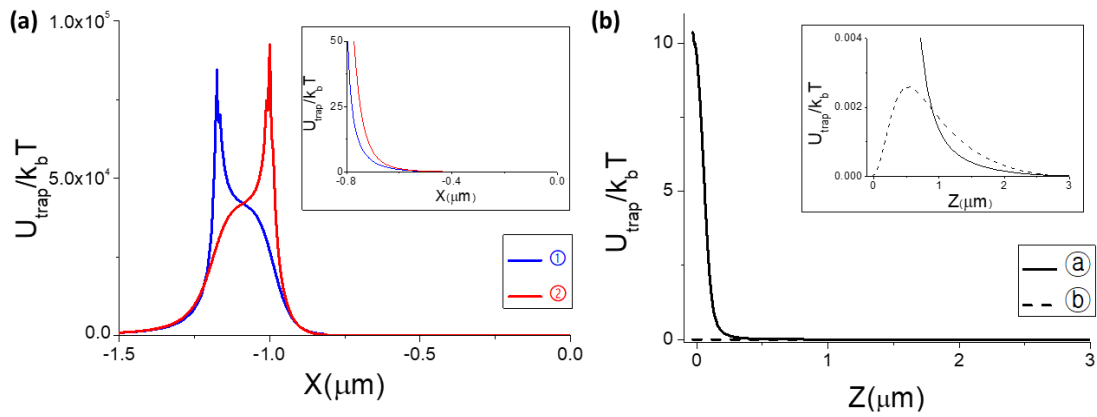 (a)
U_trap/k_bT
1.0x10^5
5.0x10^4
0.0
-1.5
-1.0
-0.5
0.0
X(μm)
U_trap/k_bT
50
25
0
-0.8
-0.4
0.0
X(μm)
①
②
(b)
U_trap/k_bT
10
5
0
0
1
2
3
Z(μm)
U_trap/k_bT
0.004
0.002
0.000
0
1
2
3
Z(μm)
ⓐ
ⓑ